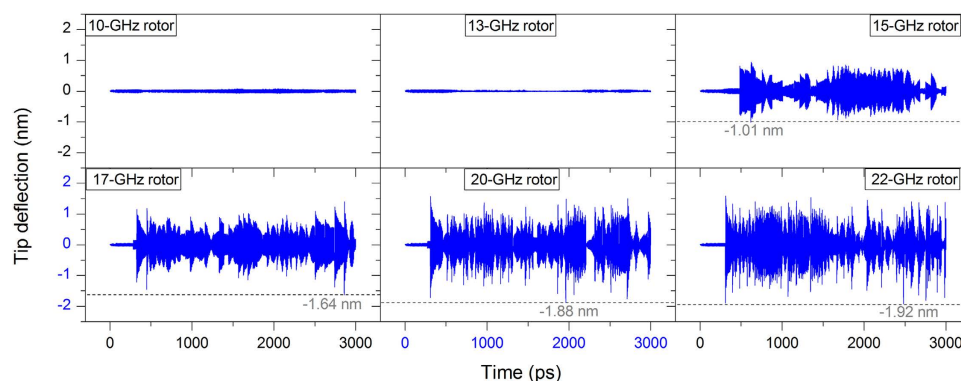 10-GHz rotor
13-GHz rotor
15-GHz rotor
2
1
0
-1
-2
-1.01 nm
Tip deflection (nm)
17-GHz rotor
20-GHz rotor
22-GHz rotor
2
1
0
-1
-2
-1.64 nm
-1.88 nm
-1.92 nm
0 1000 2000 3000
0 1000 2000 3000
0 1000 2000 3000
Time (ps)